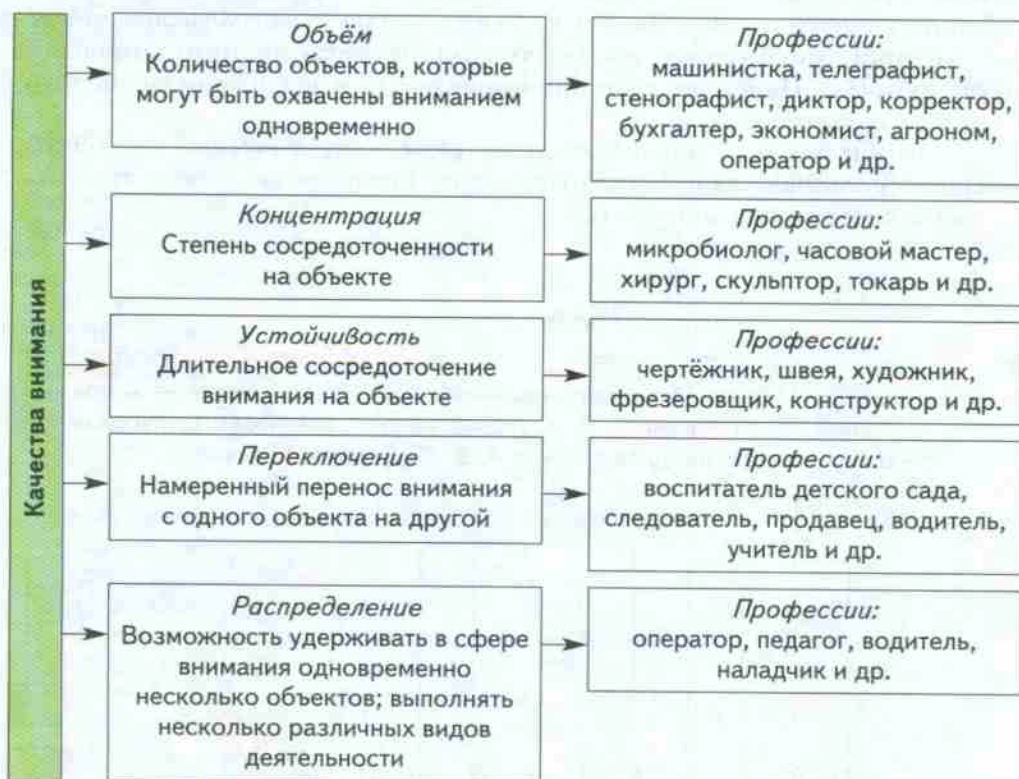 Качества внимания
Объём
Количество объектов, которые
могут быть охвачены вниманием
одновременно
Профессии:
машинистка, телеграфист,
стенографист, диктор, корректор,
бухгалтер, экономист, агроном,
оператор и др.
Концентрация
Степень сосредоточенности
на объекте
Профессии:
микробиолог, часовой мастер,
хирург, скульптор, токарь и др.
Устойчивость
Длительное сосредоточение
внимания на объекте
Профессии:
чертёжник, швея, художник,
фрезеровщик, конструктор и др.
Переключение
Намеренный перенос внимания
с одного объекта на другой
Профессии:
воспитатель детского сада,
следователь, продавец, водитель,
учитель и др.
Распределение
Возможность удерживать в сфере
внимания одновременно
несколько объектов; выполнять
несколько различных видов
деятельности
Профессии:
оператор, педагог, водитель,
наладчик и др.